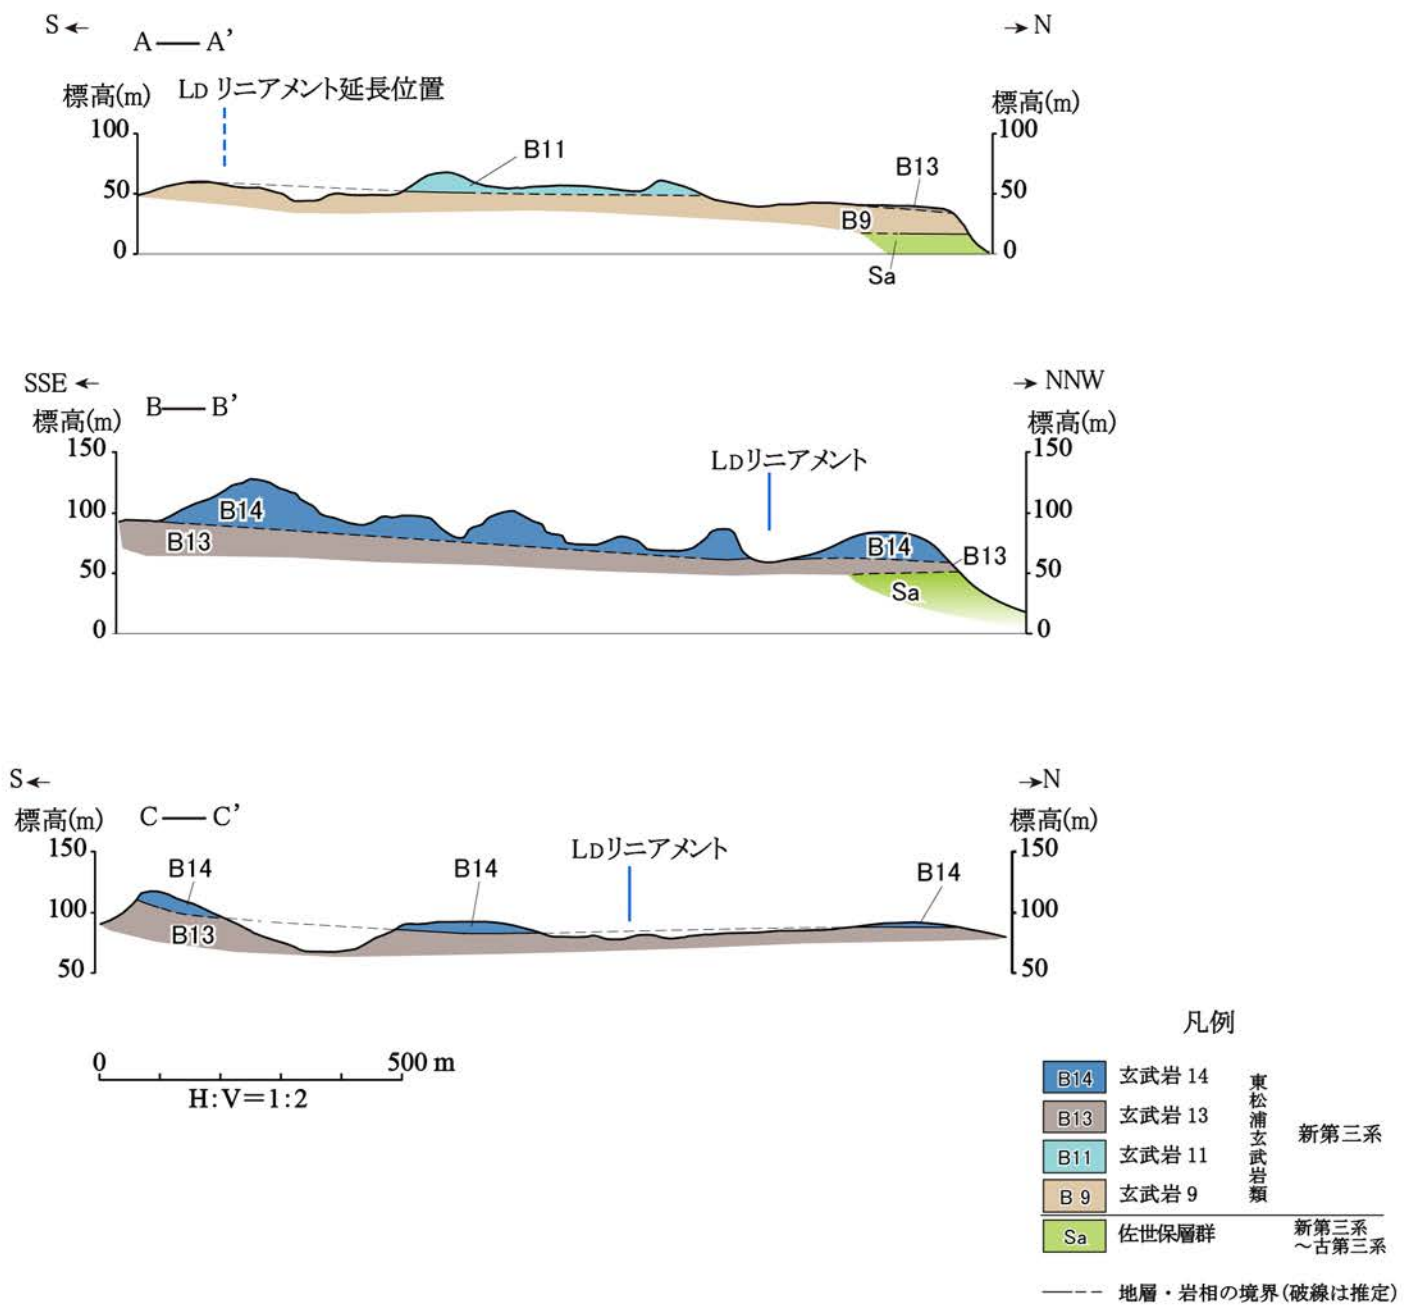 S ← → N
A — A’
標高(m) LD リニアメント延長位置 標高(m)
100 100
B11
B13
50 50
B9
0 0
Sa
SSE ← → NNW
B — B’
標高(m) 標高(m)
150 150
LDリニアメント
100 100
B14
B13 B14 B13
50 50
Sa
0 0
S← →N
C — C’
標高(m) 標高(m)
150 LDリニアメント 150
B14 B14 B14
100 100
B13
50 50
0 500 m
H:V=1:2
凡例
B14 玄武岩 14
B13 玄武岩 13
B11 玄武岩 11
B 9 玄武岩 9
東松浦玄武岩類
新第三系
Sa 佐世保層群 新第三系
～古第三系
地層・岩相の境界(破線は推定)